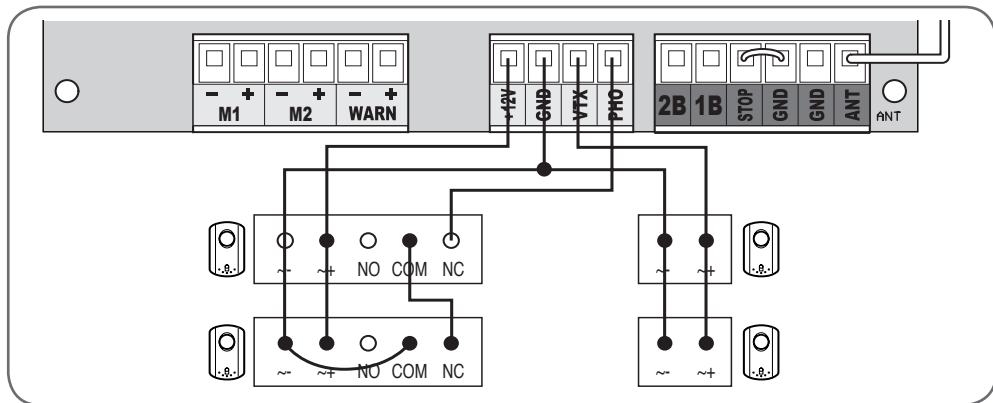 - + - + - +
M1 M2 WARN
+12V GND VTX PHO
2B 1B STOP GND GND ANT
ANT
~- ~+ NO COM NC
~- ~+
~- ~+ NO COM NC
~- ~+